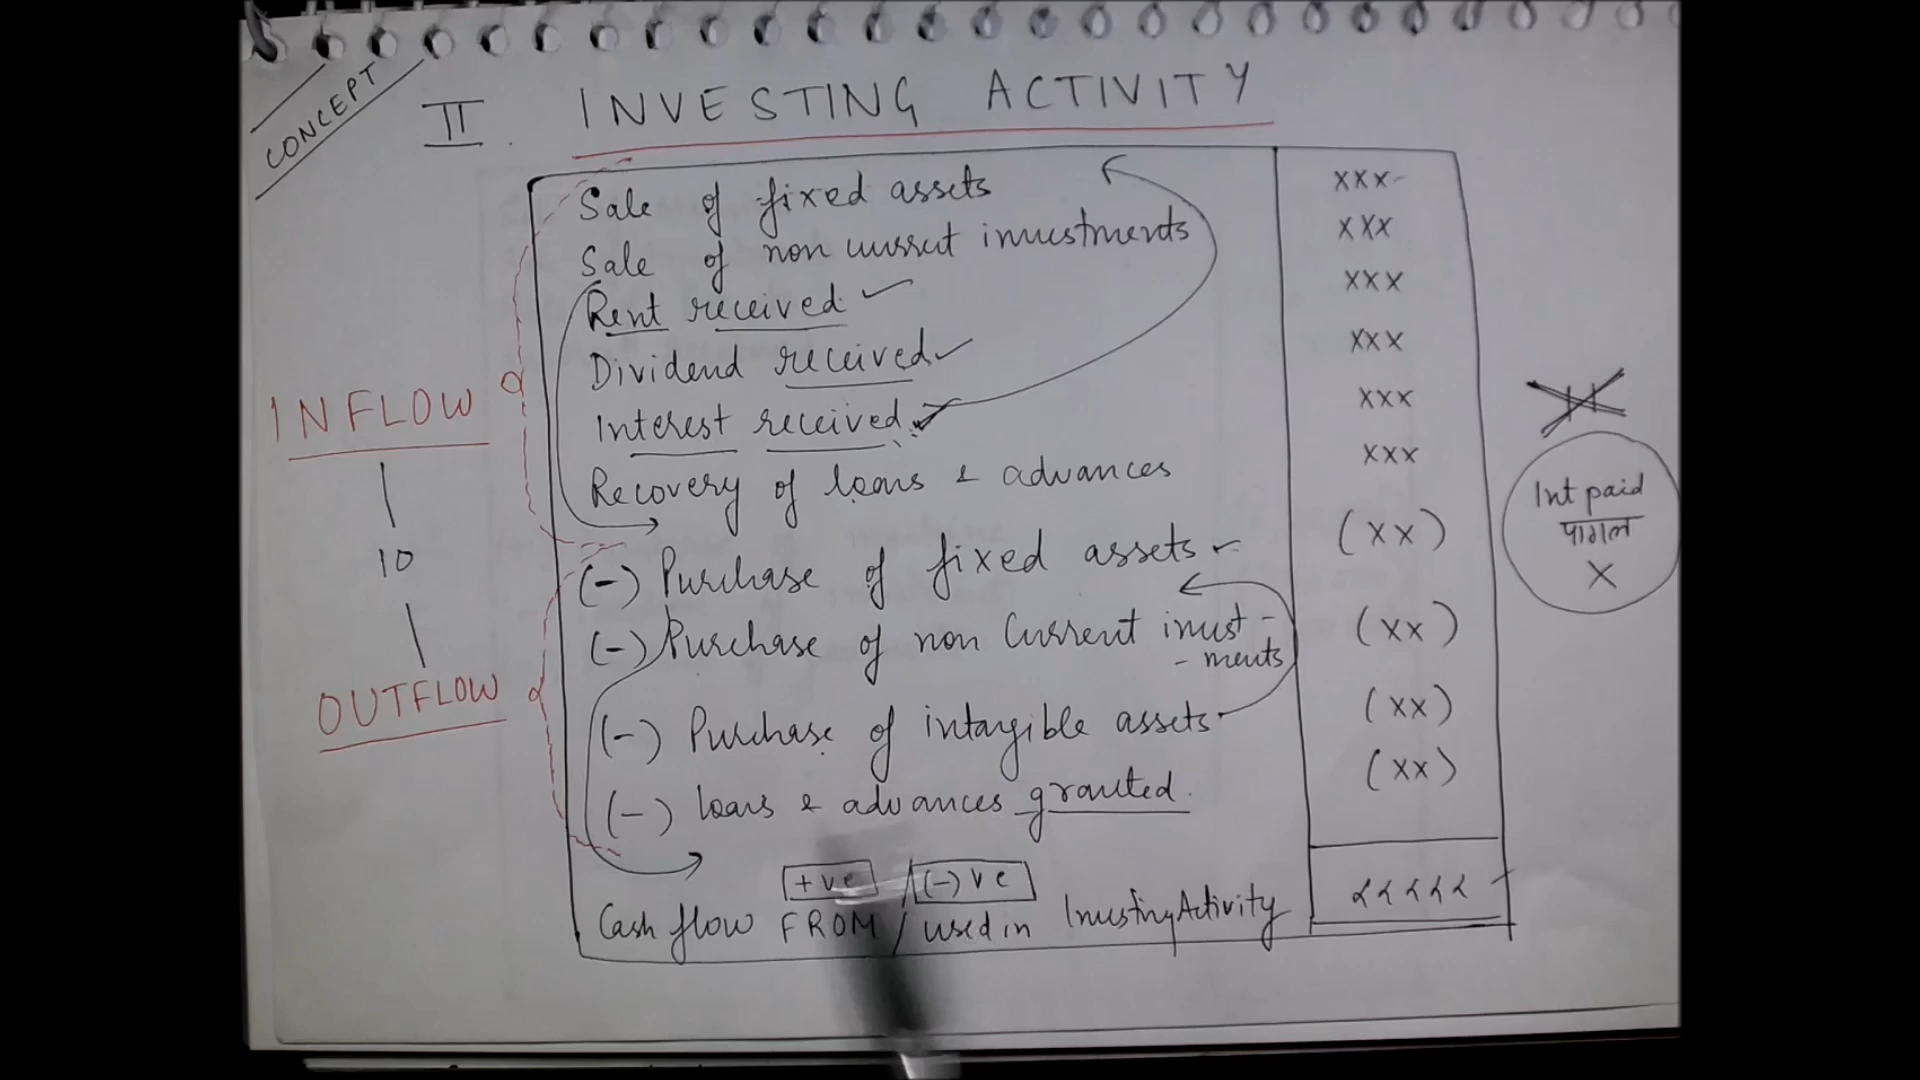 CONCEPT
II. INVESTING ACTIVITY
Sale of fixed assets xxx
Sale of non current investments xxx
Rent received xxx
Dividend received xxx
Interest received xxx
Recovery of loans & advances xxx
(-) Purchase of fixed assets (xx)
(-) Purchase of non current invest-
-ments (xx)
(-) Purchase of intangible assets (xx)
(-) loans & advances granted. (xx)
+ve / (-)ve
Cash flow FROM / used in Investing Activity
INFLOW
10
OUTFLOW
Int paid
पागल
X